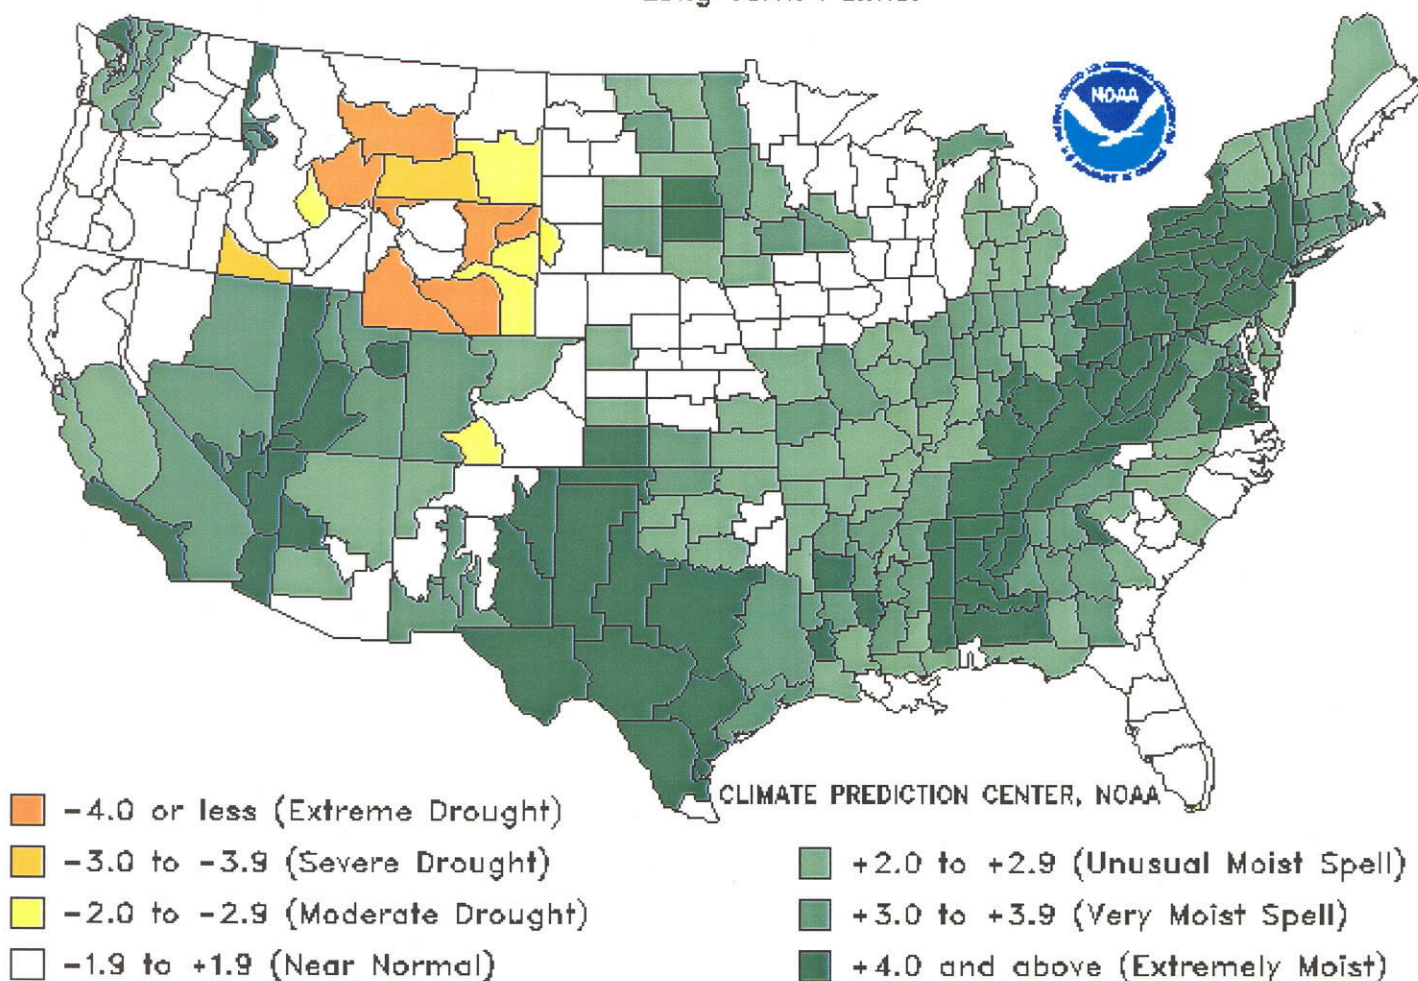 NOAA
CLIMATE PREDICTION CENTER, NOAA
-4.0 or less (Extreme Drought)
-3.0 to -3.9 (Severe Drought)
-2.0 to -2.9 (Moderate Drought)
-1.9 to +1.9 (Near Normal)
+2.0 to +2.9 (Unusual Moist Spell)
+3.0 to +3.9 (Very Moist Spell)
+4.0 and above (Extremely Moist)